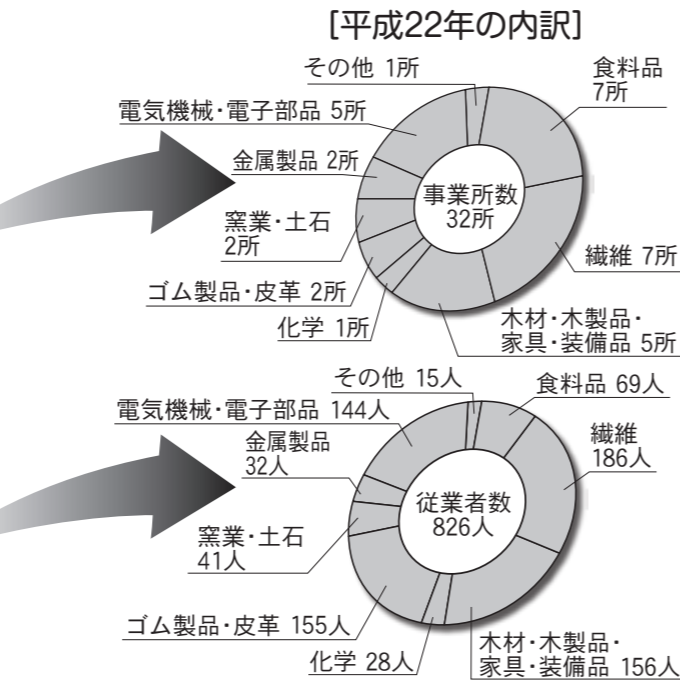 [平成22年の内訳]
その他 1所
食料品
7所
電気機械・電子部品 5所
金属製品 2所
窯業・土石
2所
事業所数
32所
繊維 7所
ゴム製品・皮革 2所
化学 1所
木材・木製品・
家具・装備品 5所
その他 15人
食料品 69人
電気機械・電子部品 144人
金属製品
32人
繊維
186人
従業者数
826人
窯業・土石
41人
ゴム製品・皮革 155人
化学 28人
木材・木製品・
家具・装備品 156人